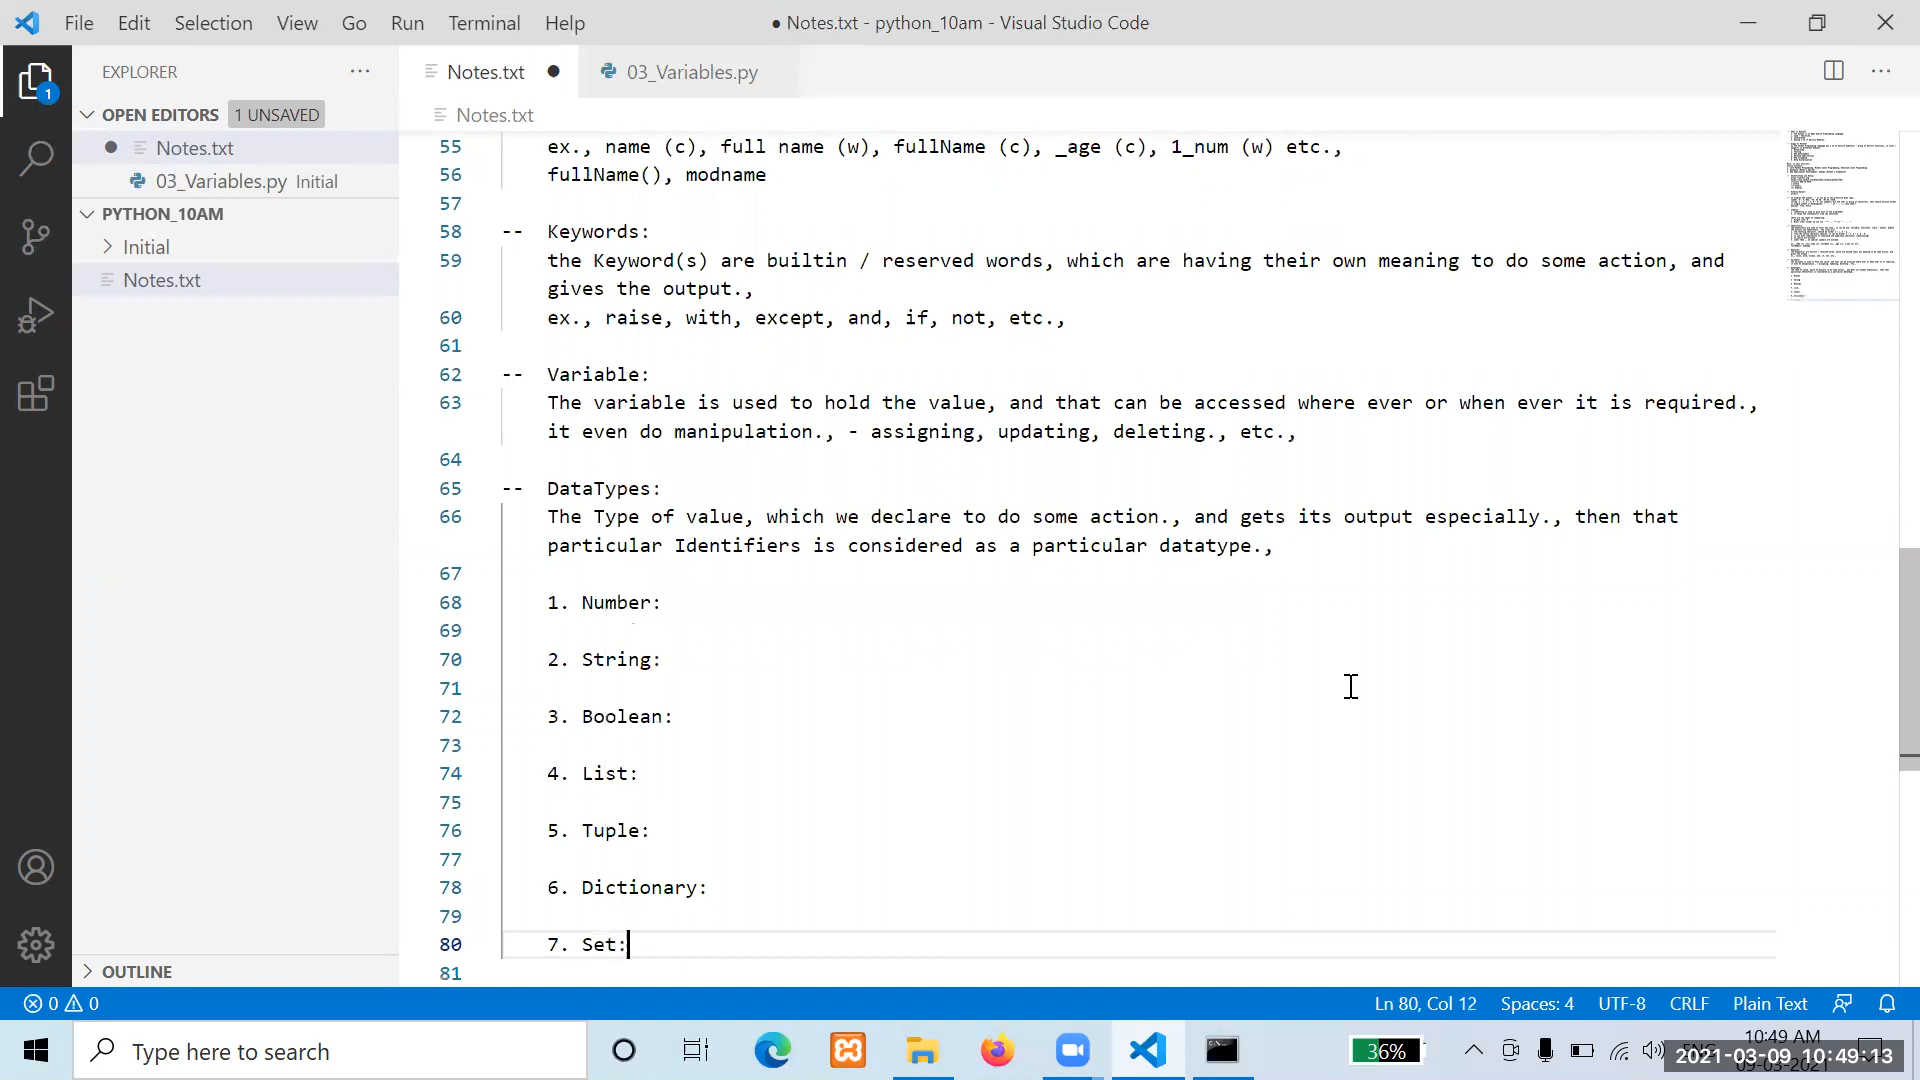 File Edit Selection View Go Run Terminal Help
● Notes.txt - python_10am - Visual Studio Code
EXPLORER
OPEN EDITORS 1 UNSAVED
Notes.txt
03_Variables.py Initial
PYTHON_10AM
Initial
Notes.txt
OUTLINE
Notes.txt
03_Variables.py
Notes.txt
55 ex., name (c), full name (w), fullName (c), _age (c), 1_num (w) etc.,
56 fullName(), modname
57
58 -- Keywords:
59 the Keyword(s) are builtin / reserved words, which are having their own meaning to do some action, and
gives the output.,
60 ex., raise, with, except, and, if, not, etc.,
61
62 -- Variable:
63 The variable is used to hold the value, and that can be accessed where ever or when ever it is required.,
it even do manipulation., - assigning, updating, deleting., etc.,
64
65 -- DataTypes:
66 The Type of value, which we declare to do some action., and gets its output especially., then that
particular Identifiers is considered as a particular datatype.,
67
68 1. Number:
69
70 2. String:
71
72 3. Boolean:
73
74 4. List:
75
76 5. Tuple:
77
78 6. Dictionary:
79
80 7. Set:
81
0 0
Ln 80, Col 12 Spaces: 4 UTF-8 CRLF Plain Text
Type here to search
36%
10:49 AM
2021-03-09 10:49:13